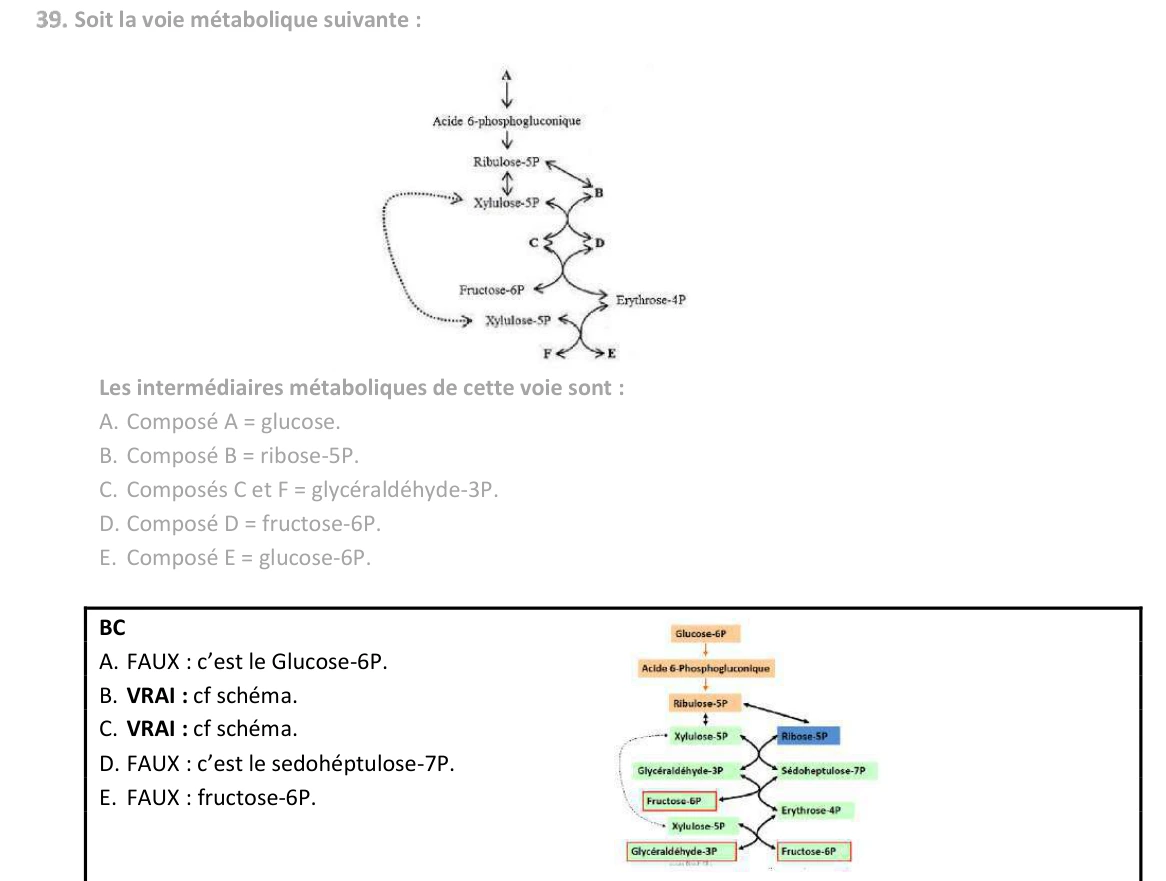 39. Soit la voie métabolique suivante :
A
Acide 6-phosphogluconique
Ribulose-5P
B
Xylulose-5P
C
D
Fructose-6P
Erythrose-4P
Xylulose-5P
F
E
Les intermédiaires métaboliques de cette voie sont :
A. Composé A = glucose.
B. Composé B = ribose-5P.
C. Composés C et F = glycéraldéhyde-3P.
D. Composé D = fructose-6P.
E. Composé E = glucose-6P.
BC
A. FAUX : c’est le Glucose-6P.
B. VRAI : cf schéma.
C. VRAI : cf schéma.
D. FAUX : c’est le sedohéptulose-7P.
E. FAUX : fructose-6P.
Glucose-6P
Acide 6-Phosphogluconique
Ribulose-5P
Xylulose-5P
Ribose-5P
Glycéraldéhyde-3P
Sédoheptulose-7P
Fructose-6P
Erythrose-4P
Xylulose-5P
Glycéraldéhyde-3P
Fructose-6P